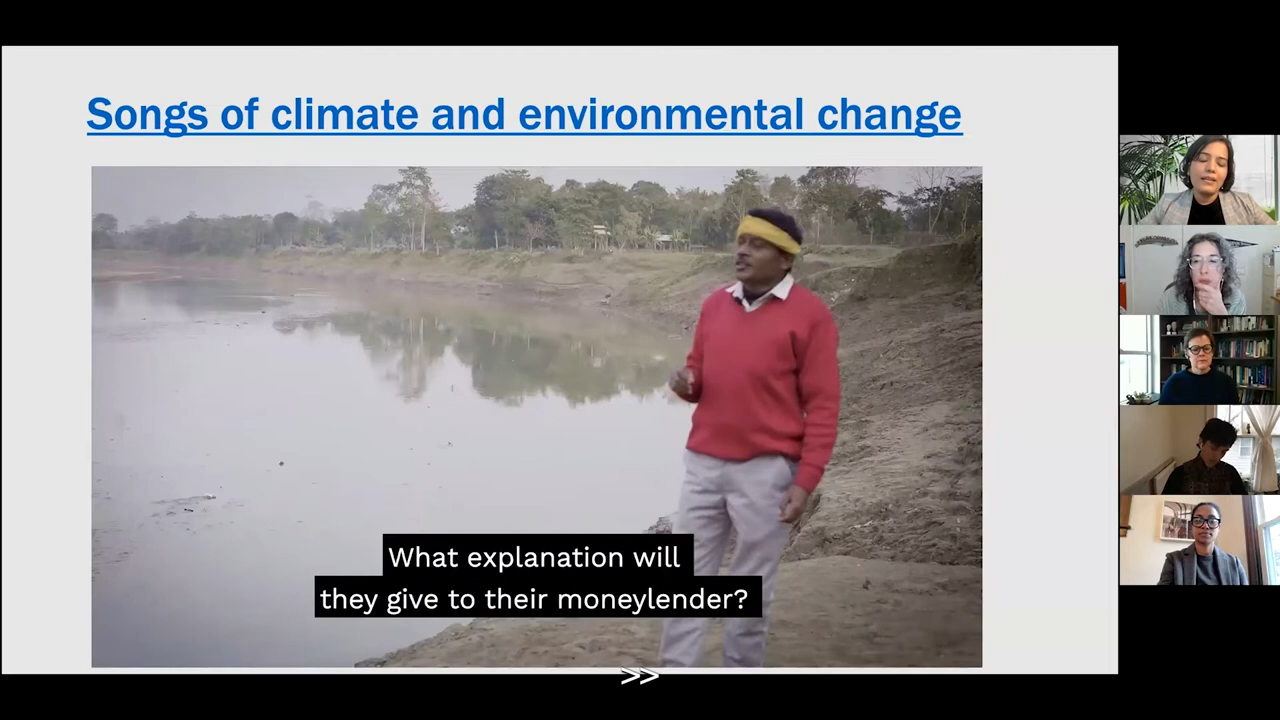 Songs of climate and environmental change
What explanation will
they give to their moneylender?
>>